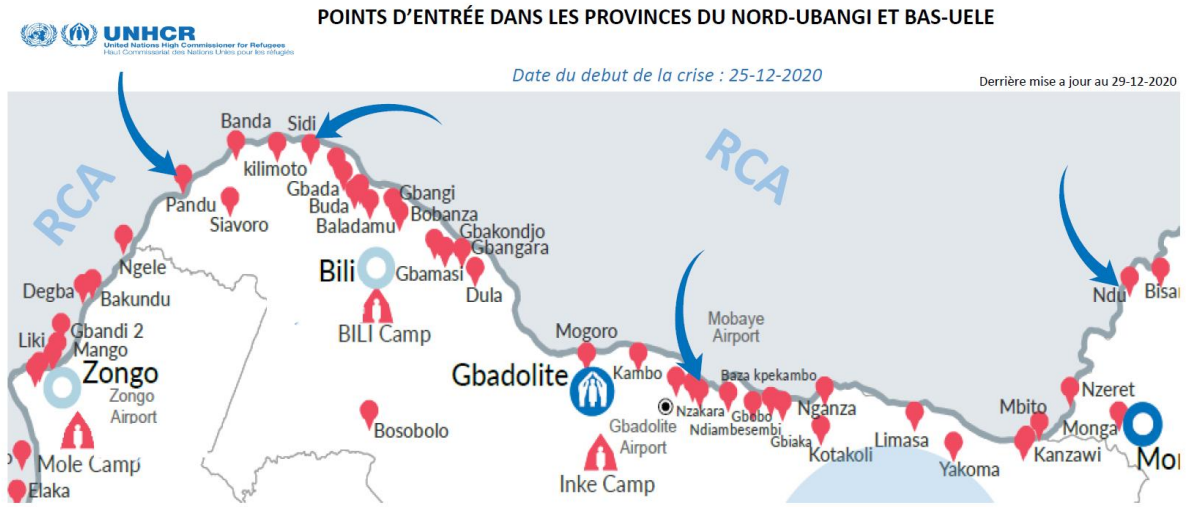 POINTS D’ENTRÉE DANS LES PROVINCES DU NORD-UBANGI ET BAS-UELE
UNHCR
United Nations High Commissioner for Refugees
Haut Commissariat des Nations Unies pour les réfugiés
Date du debut de la crise : 25-12-2020
Derrière mise a jour au 29-12-2020
Banda
Sidi
kilimoto
RCA
RCA
Pandu
Siavoro
Gbada
Buda
Baladamu
Gbangi
Bobanza
Gbakondjo
Gbangara
Gbamasi
Dula
Ngele
Degba
Bakundu
Bili
BILI Camp
Ndu
Bisa
Liki
Gbandi 2
Mango
Zongo
Zongo
Airport
Mogoro
Mobaye
Airport
Gbadolite
Kambo
Baza kpekambo
Nzakara
Gbobo
Nganza
Ndiambesembi
Gbiaka
Kotakoli
Gbadolite
Airport
Limasa
Mbito
Nzeret
Monga
Bosobolo
Mole Camp
Inke Camp
Yakoma
Kanzawi
Mo
Elaka